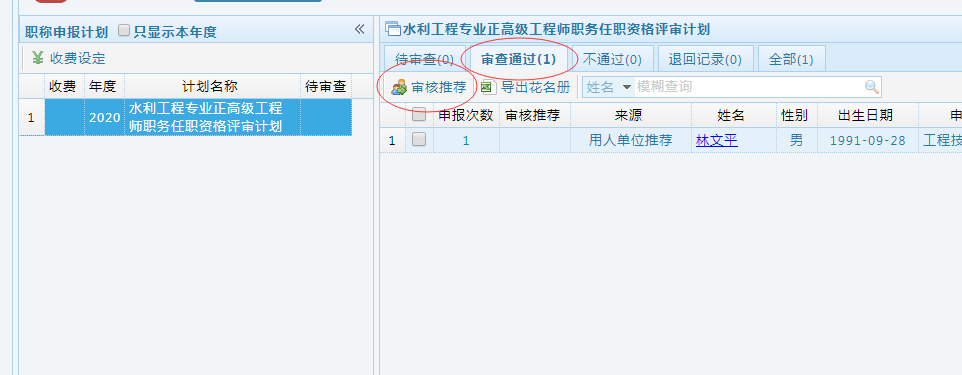 职称申报计划 只显示本年度
收费设定
收费 年度 计划名称 待审查
1 2020 水利工程专业正高级工程
师职务任职资格评审计划
水利工程专业正高级工程师职务任职资格评审计划
待审查(0) 审查通过(1) 不通过(0) 退回记录(0) 全部(1)
审核推荐 导出花名册 姓名 模糊查询
申报次数 审核推荐 来源 姓名 性别 出生日期 申
1 1 用人单位推荐 林文平 男 1991-09-28 工程技